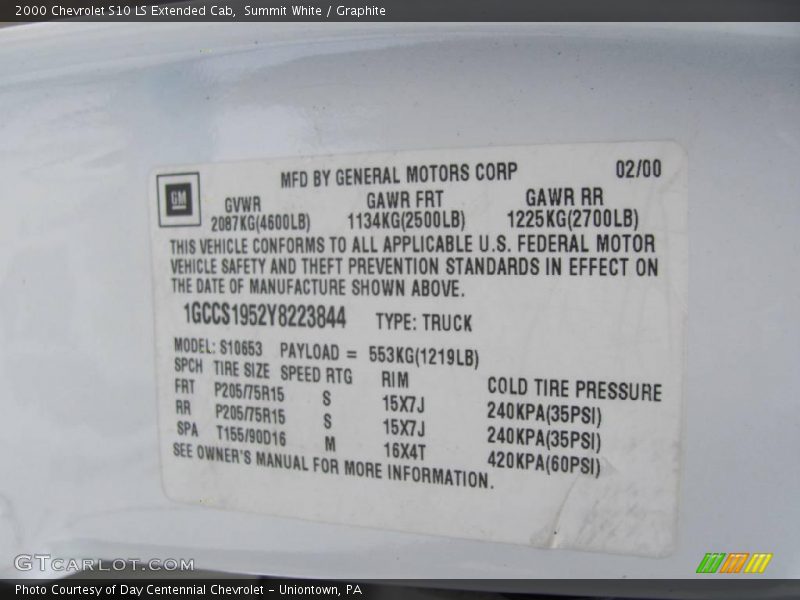 2000 Chevrolet S10 LS Extended Cab, Summit White / Graphite
MFD BY GENERAL MOTORS CORP 02/00
GM
GVWR GAWR FRT GAWR RR
2087KG(4600LB) 1134KG(2500LB) 1225KG(2700LB)
THIS VEHICLE CONFORMS TO ALL APPLICABLE U.S. FEDERAL MOTOR
VEHICLE SAFETY AND THEFT PREVENTION STANDARDS IN EFFECT ON
THE DATE OF MANUFACTURE SHOWN ABOVE.
1GCCS1952Y8223844 TYPE: TRUCK
MODEL: S10653 PAYLOAD = 553KG(1219LB)
SPCH TIRE SIZE SPEED RTG RIM COLD TIRE PRESSURE
FRT P205/75R15 S 15X7J 240KPA(35PSI)
RR P205/75R15 S 15X7J 240KPA(35PSI)
SPA T155/90D16 M 16X4T 420KPA(60PSI)
SEE OWNER'S MANUAL FOR MORE INFORMATION.
GTCARLOT.COM
Photo Courtesy of Day Centennial Chevrolet - Uniontown, PA